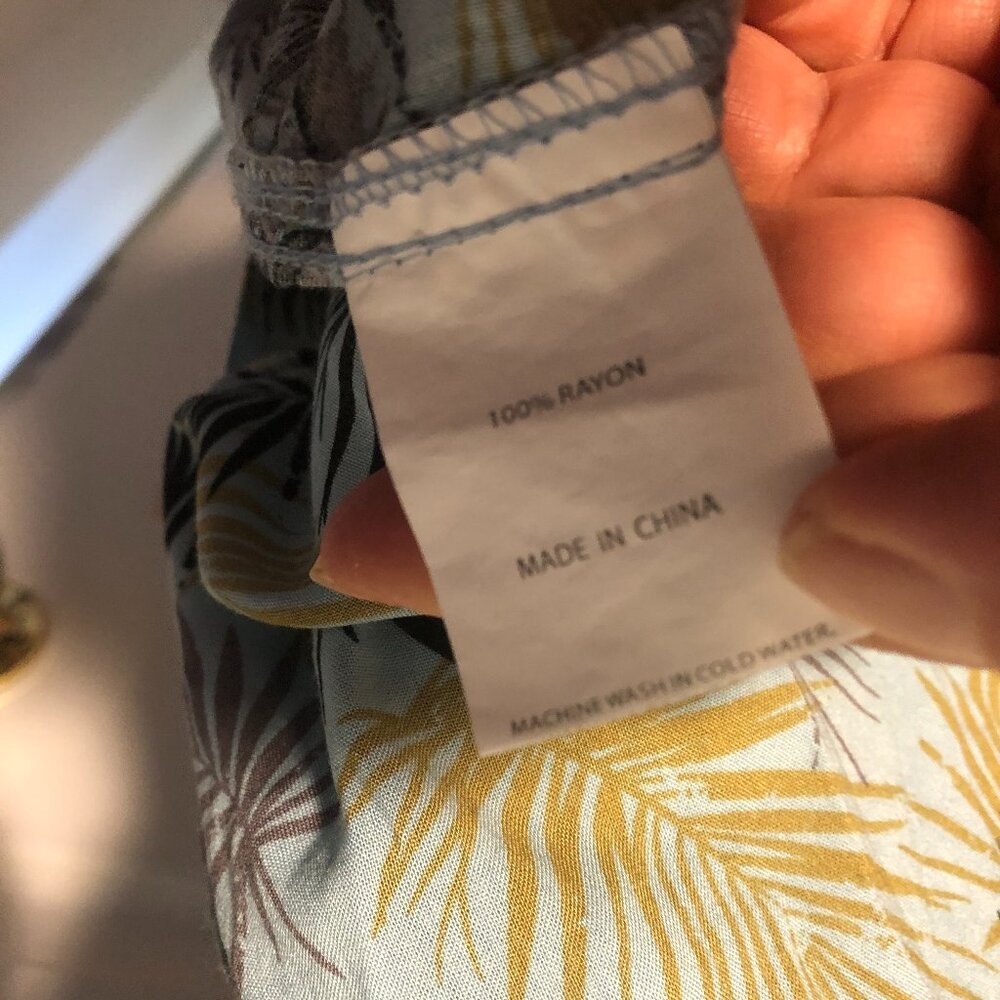 100% RAYON
MADE IN CHINA
MACHINE WASH IN COLD WATER,